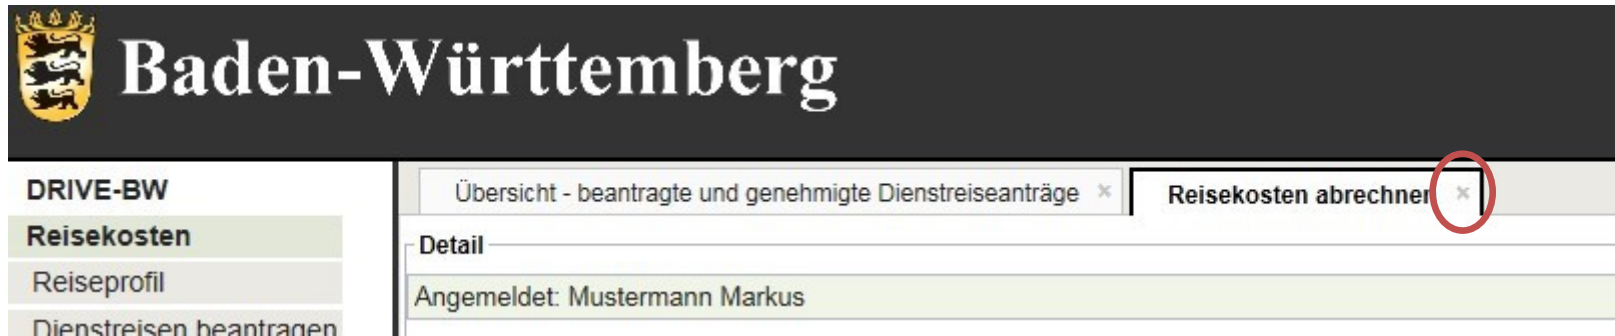 Baden-Württemberg
DRIVE-BW
Reisekosten
Reiseprofil
Dienstreisen beantragen
Übersicht - beantragte und genehmigte Dienstreiseanträge ×
Reisekosten abrechnen ×
Detail
Angemeldet: Mustermann Markus